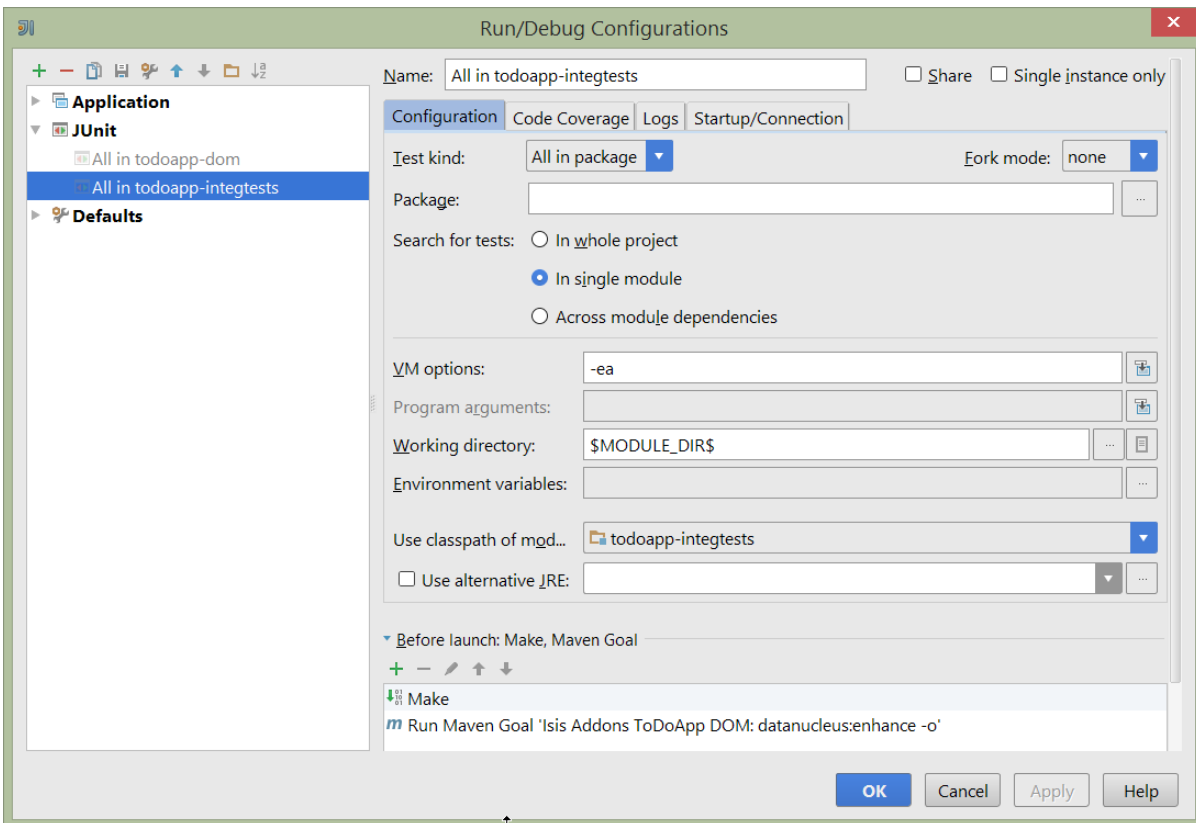 Run/Debug Configurations
Name: All in todoapp-integtests Share Single instance only
Application
JUnit
All in todoapp-dom
All in todoapp-integtests
Defaults
Configuration Code Coverage Logs Startup/Connection
Test kind: All in package Fork mode: none
Package:
Search for tests: In whole project
In single module
Across module dependencies
VM options: -ea
Program arguments:
Working directory: $MODULE_DIR$
Environment variables:
Use classpath of mod... todoapp-integtests
Use alternative JRE:
Before launch: Make, Maven Goal
Make
Run Maven Goal 'Isis Addons ToDoApp DOM: datanucleus:enhance -o'
OK Cancel Apply Help